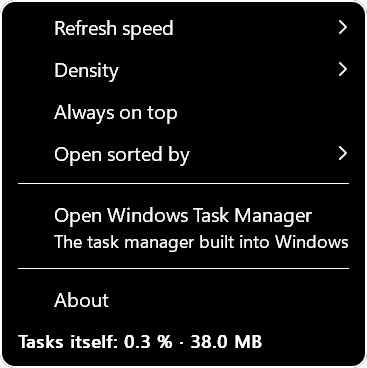 Refresh speed
Density
Always on top
Open sorted by
Open Windows Task Manager
The task manager built into Windows
About
Tasks itself: 0.3 % · 38.0 MB